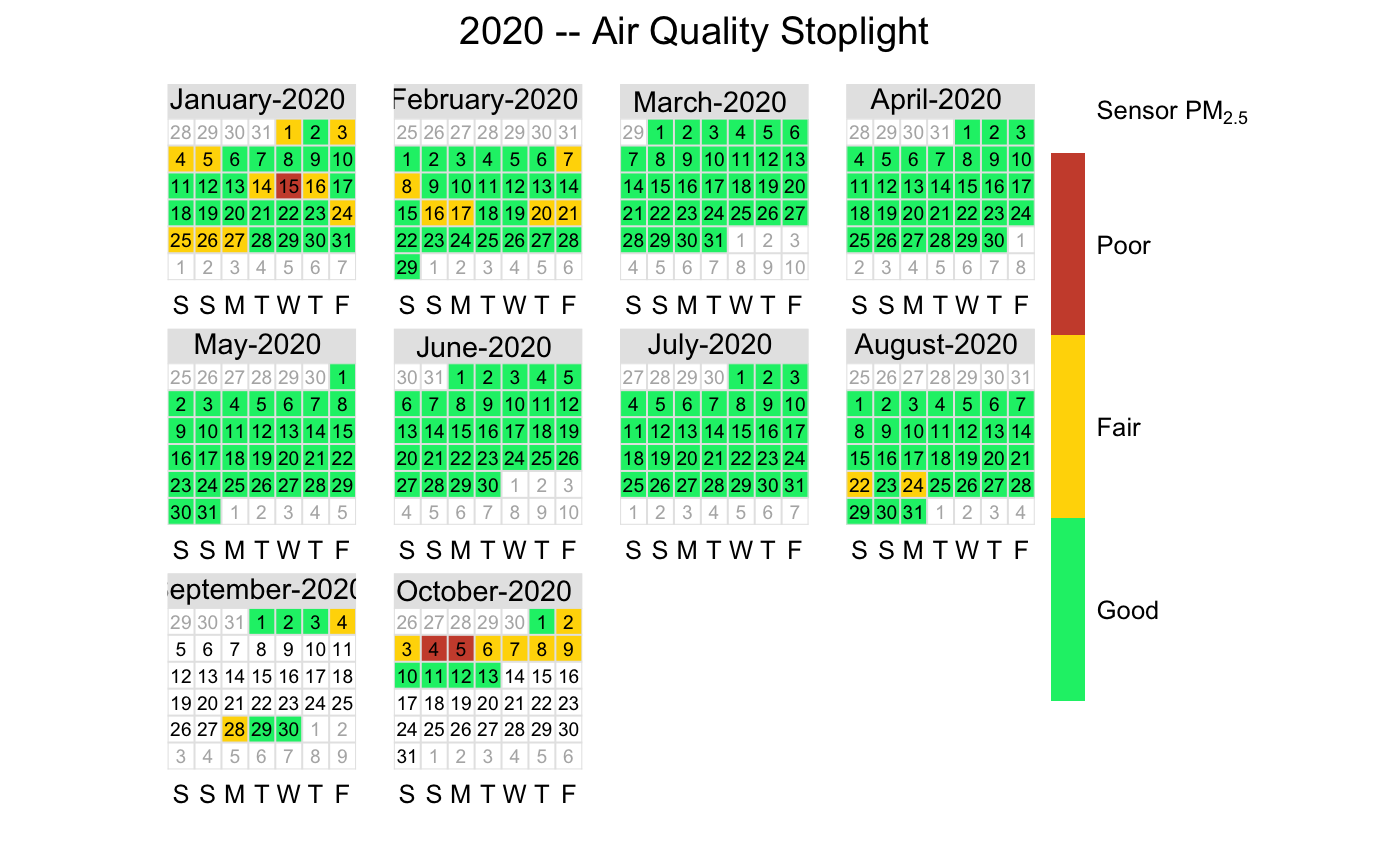 2020 -- Air Quality Stoplight
January-2020 February-2020 March-2020 April-2020 Sensor PM2.5
28 29 30 31 1 2 3 25 26 27 28 29 30 31 29 1 2 3 4 5 6 28 29 30 31 1 2 3
4 5 6 7 8 9 10 1 2 3 4 5 6 7 7 8 9 10 11 12 13 4 5 6 7 8 9 10
11 12 13 14 15 16 17 8 9 10 11 12 13 14 14 15 16 17 18 19 20 11 12 13 14 15 16 17
18 19 20 21 22 23 24 15 16 17 18 19 20 21 21 22 23 24 25 26 27 18 19 20 21 22 23 24
25 26 27 28 29 30 31 22 23 24 25 26 27 28 28 29 30 31 1 2 3 25 26 27 28 29 30 1 Poor
1 2 3 4 5 6 7 29 1 2 3 4 5 6 4 5 6 7 8 9 10 2 3 4 5 6 7 8
S S M T W T F S S M T W T F S S M T W T F S S M T W T F
May-2020 June-2020 July-2020 August-2020
25 26 27 28 29 30 1 30 31 1 2 3 4 5 27 28 29 30 1 2 3 25 26 27 28 29 30 31
2 3 4 5 6 7 8 6 7 8 9 10 11 12 4 5 6 7 8 9 10 1 2 3 4 5 6 7
9 10 11 12 13 14 15 13 14 15 16 17 18 19 11 12 13 14 15 16 17 8 9 10 11 12 13 14 Fair
16 17 18 19 20 21 22 20 21 22 23 24 25 26 18 19 20 21 22 23 24 15 16 17 18 19 20 21
23 24 25 26 27 28 29 27 28 29 30 1 2 3 25 26 27 28 29 30 31 22 23 24 25 26 27 28
30 31 1 2 3 4 5 4 5 6 7 8 9 10 1 2 3 4 5 6 7 29 30 31 1 2 3 4
S S M T W T F S S M T W T F S S M T W T F S S M T W T F
eptember-2020 October-2020
29 30 31 1 2 3 4 26 27 28 29 30 1 2 Good
5 6 7 8 9 10 11 3 4 5 6 7 8 9
12 13 14 15 16 17 18 10 11 12 13 14 15 16
19 20 21 22 23 24 25 17 18 19 20 21 22 23
26 27 28 29 30 1 2 24 25 26 27 28 29 30
3 4 5 6 7 8 9 31 1 2 3 4 5 6
S S M T W T F S S M T W T F